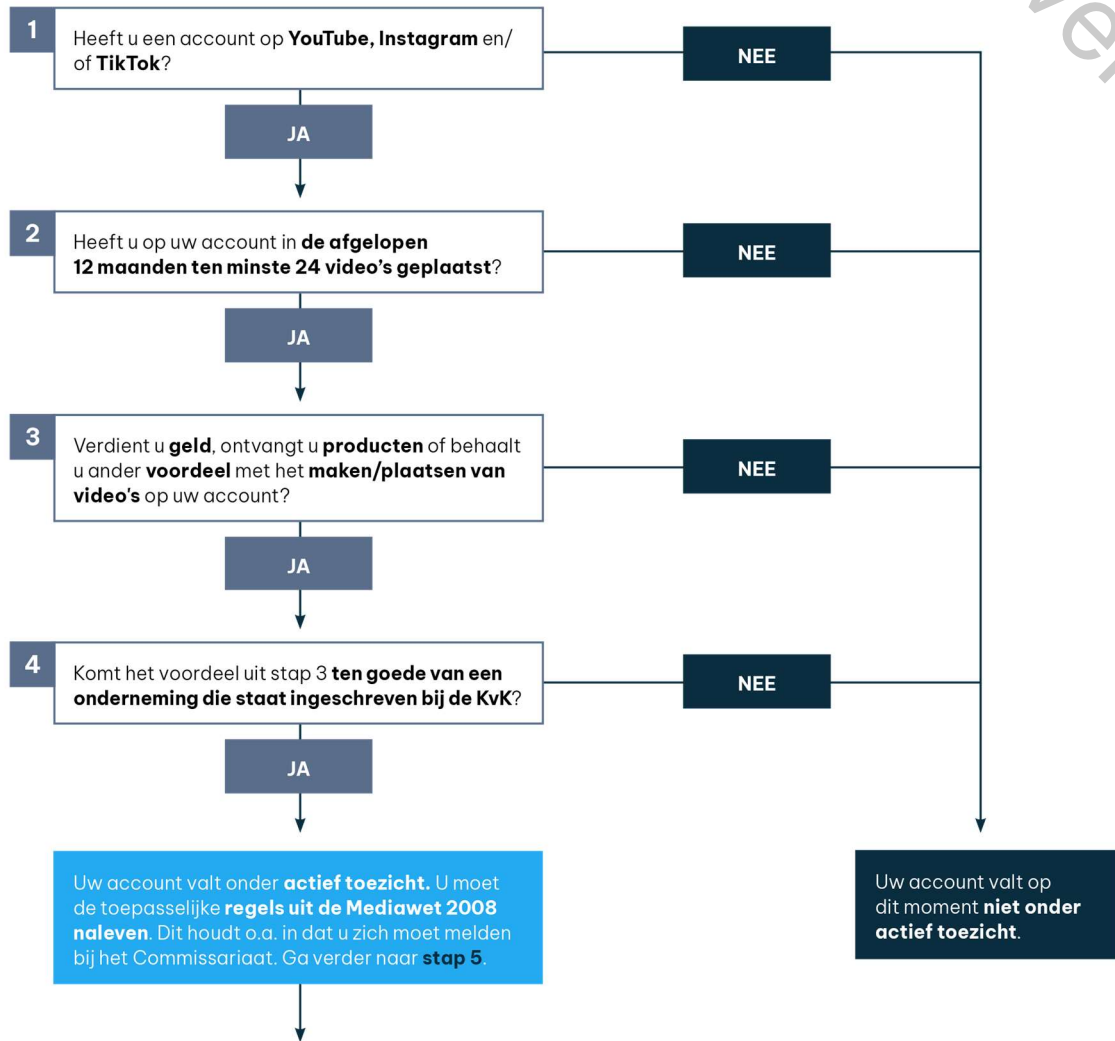 1
Heeft u een account op YouTube, Instagram en/
of TikTok?
NEE
JA
2
Heeft u op uw account in de afgelopen
12 maanden ten minste 24 video’s geplaatst?
NEE
JA
3
Verdient u geld, ontvangt u producten of behaalt
u ander voordeel met het maken/plaatsen van
video's op uw account?
NEE
JA
4
Komt het voordeel uit stap 3 ten goede van een
onderneming die staat ingeschreven bij de KvK?
NEE
JA
Uw account valt onder actief toezicht. U moet
de toepasselijke regels uit de Mediawet 2008
naleven. Dit houdt o.a. in dat u zich moet melden
bij het Commissariaat. Ga verder naar stap 5.
Uw account valt op
dit moment niet onder
actief toezicht.